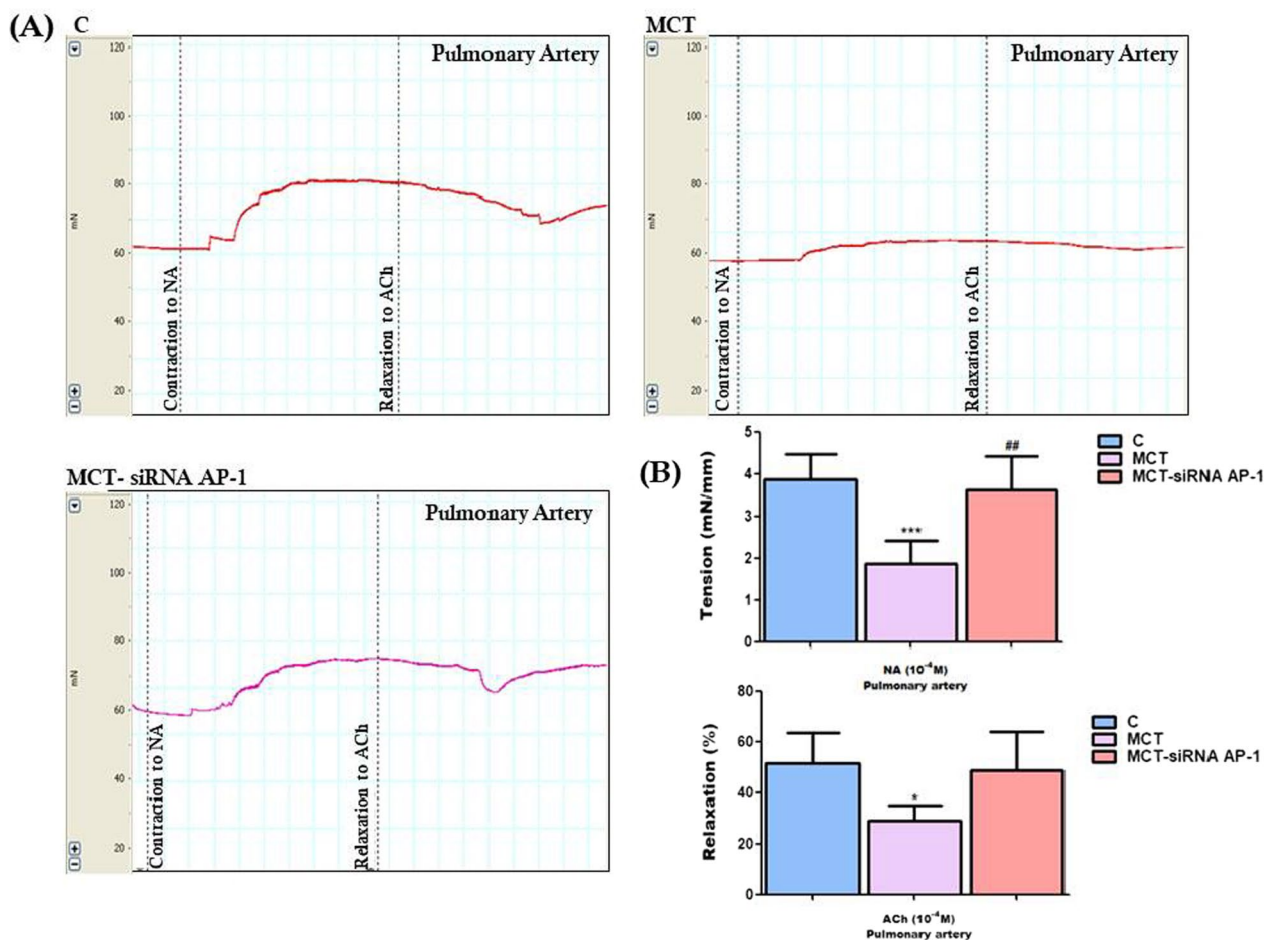 (A)
C
Pulmonary Artery
120
100
80
mN
60
40
20
Contraction to NA
Relaxation to ACh
MCT
Pulmonary Artery
120
100
80
mN
60
40
20
Contraction to NA
Relaxation to ACh
MCT- siRNA AP-1
Pulmonary Artery
120
100
80
mN
60
40
20
Contraction to NA
Relaxation to ACh
(B)
Tension (mN/mm)
5
4
3
2
1
0
***
##
NA (10⁻⁴M)
Pulmonary artery
C
MCT
MCT-siRNA AP-1
Relaxation (%)
80
60
40
20
0
*
ACh (10⁻⁴M)
Pulmonary artery
C
MCT
MCT-siRNA AP-1